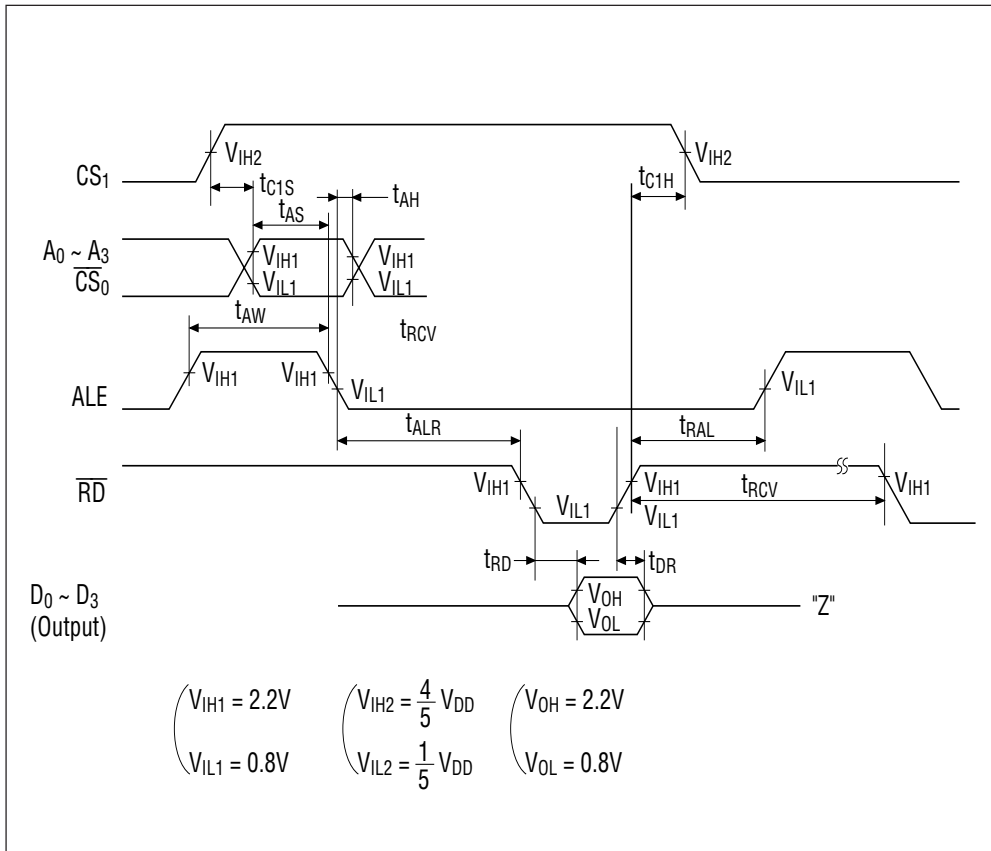 CS1
VIH2
VIH2
tC1S
tC1H
tAH
tAS
A0 ~ A3
CS0
VIH1
VIL1
VIH1
VIL1
tAW
tRCV
ALE
VIH1
VIH1
VIL1
VIL1
tALR
tRAL
RD
VIH1
VIL1
VIH1
VIL1
tRCV
VIH1
tRD
tDR
D0 ~ D3
(Output)
VOH
VOL
"Z"
VIH1 = 2.2V
VIH2 = 4/5 VDD
VOH = 2.2V
VIL1 = 0.8V
VIL2 = 1/5 VDD
VOL = 0.8V